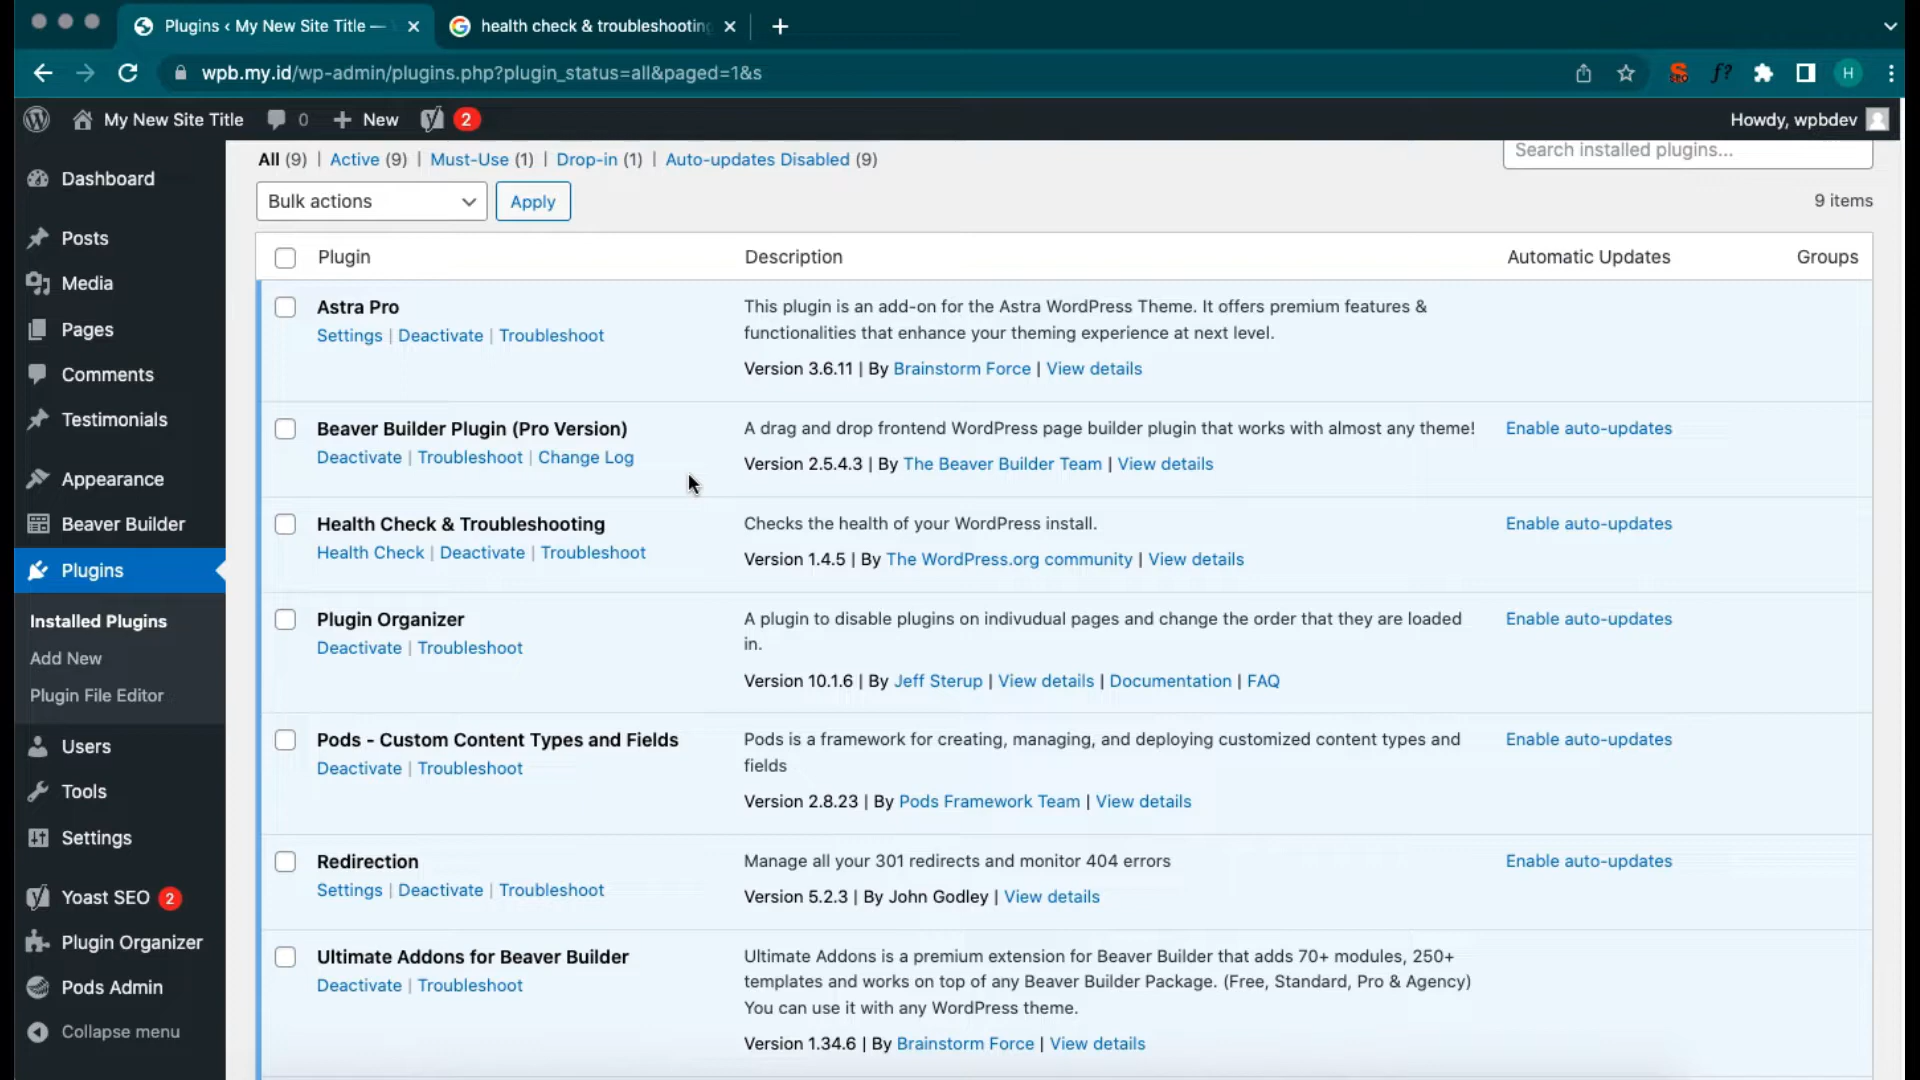 Plugins ‹ My New Site Title —
health check & troubleshooting
wpb.my.id/wp-admin/plugins.php?plugin_status=all&paged=1&s
H
My New Site Title 0 New 2
Howdy, wpbdev
Dashboard
Posts
Media
Pages
Comments
Testimonials
Appearance
Beaver Builder
Plugins
Installed Plugins
Add New
Plugin File Editor
Users
Tools
Settings
Yoast SEO 2
Plugin Organizer
Pods Admin
Collapse menu
All (9) | Active (9) | Must-Use (1) | Drop-in (1) | Auto-updates Disabled (9)
Search installed plugins...
Bulk actions
Apply
9 items
Plugin Description Automatic Updates Groups
Astra Pro
Settings | Deactivate | Troubleshoot
This plugin is an add-on for the Astra WordPress Theme. It offers premium features &
functionalities that enhance your theming experience at next level.
Version 3.6.11 | By Brainstorm Force | View details
Beaver Builder Plugin (Pro Version)
Deactivate | Troubleshoot | Change Log
A drag and drop frontend WordPress page builder plugin that works with almost any theme!
Version 2.5.4.3 | By The Beaver Builder Team | View details
Enable auto-updates
Health Check & Troubleshooting
Health Check | Deactivate | Troubleshoot
Checks the health of your WordPress install.
Version 1.4.5 | By The WordPress.org community | View details
Enable auto-updates
Plugin Organizer
Deactivate | Troubleshoot
A plugin to disable plugins on indivudual pages and change the order that they are loaded
in.
Version 10.1.6 | By Jeff Sterup | View details | Documentation | FAQ
Enable auto-updates
Pods - Custom Content Types and Fields
Deactivate | Troubleshoot
Pods is a framework for creating, managing, and deploying customized content types and
fields
Version 2.8.23 | By Pods Framework Team | View details
Enable auto-updates
Redirection
Settings | Deactivate | Troubleshoot
Manage all your 301 redirects and monitor 404 errors
Version 5.2.3 | By John Godley | View details
Enable auto-updates
Ultimate Addons for Beaver Builder
Deactivate | Troubleshoot
Ultimate Addons is a premium extension for Beaver Builder that adds 70+ modules, 250+
templates and works on top of any Beaver Builder Package. (Free, Standard, Pro & Agency)
You can use it with any WordPress theme.
Version 1.34.6 | By Brainstorm Force | View details